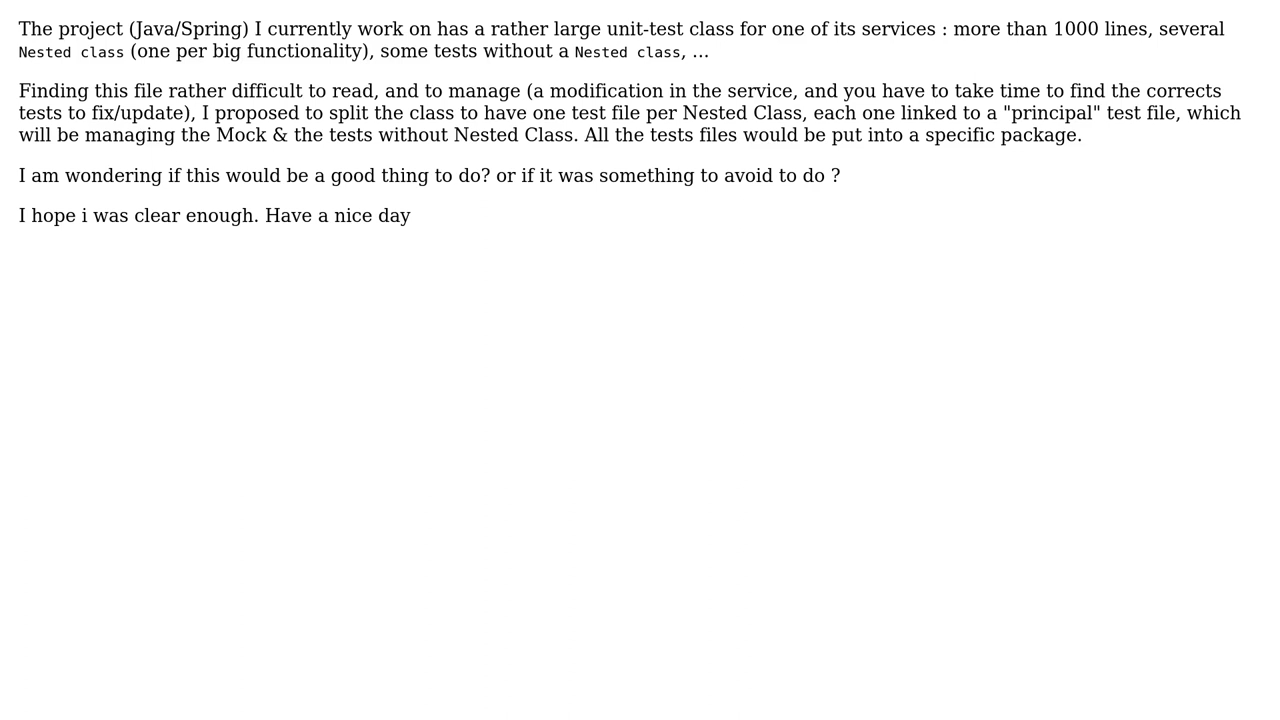 The project (Java/Spring) I currently work on has a rather large unit-test class for one of its services : more than 1000 lines, several
Nested class (one per big functionality), some tests without a Nested class, ...
Finding this file rather difficult to read, and to manage (a modification in the service, and you have to take time to find the corrects
tests to fix/update), I proposed to split the class to have one test file per Nested Class, each one linked to a "principal" test file, which
will be managing the Mock & the tests without Nested Class. All the tests files would be put into a specific package.
I am wondering if this would be a good thing to do? or if it was something to avoid to do ?
I hope i was clear enough. Have a nice day